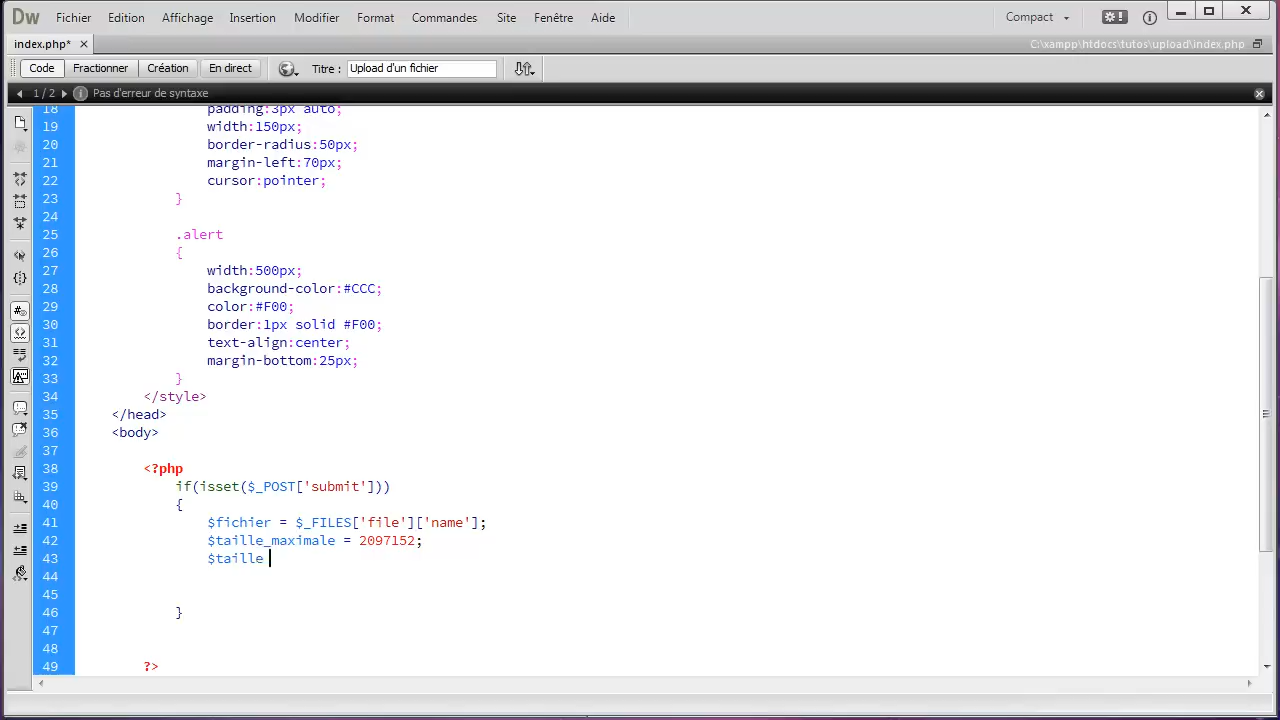 Dw Fichier Edition Affichage Insertion Modifier Format Commandes Site Fenêtre Aide Compact
index.php* C:\xampp\htdocs\tutos\upload\index.php
Code Fractionner Création En direct Titre : Upload d'un fichier
1 / 2 Pas d'erreur de syntaxe
18 padding:3px auto;
19 width:150px;
20 border-radius:50px;
21 margin-left:70px;
22 cursor:pointer;
23 }
24
25 .alert
26 {
27 width:500px;
28 background-color:#CCC;
29 color:#F00;
30 border:1px solid #F00;
31 text-align:center;
32 margin-bottom:25px;
33 }
34 </style>
35 </head>
36 <body>
37
38 <?php
39 if(isset($_POST['submit']))
40 {
41 $fichier = $_FILES['file']['name'];
42 $taille_maximale = 2097152;
43 $taille
44
45
46 }
47
48
49 ?>